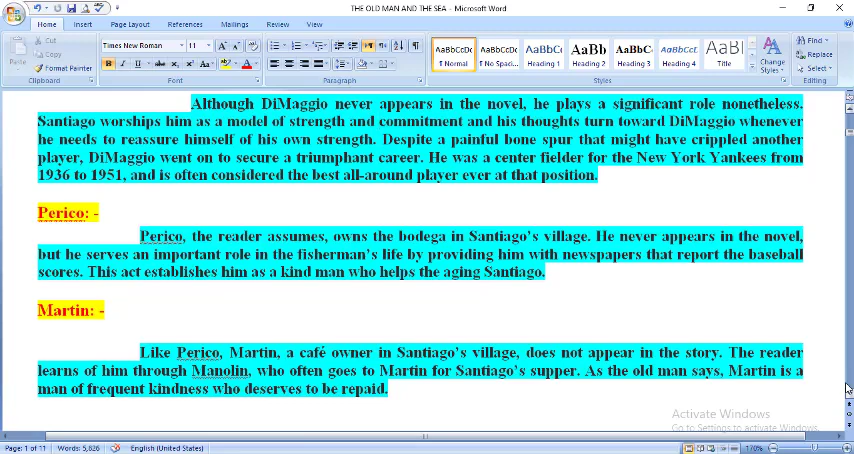 THE OLD MAN AND THE SEA - Microsoft Word
Home Insert Page Layout References Mailings Review View
Paste
Cut
Copy
Format Painter
Clipboard
Times New Roman 11
Font
Paragraph
AaBbCcDc AaBbCcDc AaBbC AaBb AaBbC AaBbCcL AaBl
¶ Normal ¶ No Spaci... Heading 1 Heading 2 Heading 3 Heading 4 Title
Styles
Change Styles
Find
Replace
Select
Editing
Although DiMaggio never appears in the novel, he plays a significant role nonetheless.
Santiago worships him as a model of strength and commitment and his thoughts turn toward DiMaggio whenever
he needs to reassure himself of his own strength. Despite a painful bone spur that might have crippled another
player, DiMaggio went on to secure a triumphant career. He was a center fielder for the New York Yankees from
1936 to 1951, and is often considered the best all-around player ever at that position.
Perico: -
Perico, the reader assumes, owns the bodega in Santiago's village. He never appears in the novel,
but he serves an important role in the fisherman's life by providing him with newspapers that report the baseball
scores. This act establishes him as a kind man who helps the aging Santiago.
Martin: -
Like Perico, Martin, a café owner in Santiago's village, does not appear in the story. The reader
learns of him through Manolin, who often goes to Martin for Santiago's supper. As the old man says, Martin is a
man of frequent kindness who deserves to be repaid.
Activate Windows
Go to Settings to activate Windows.
Page: 1 of 11 Words: 5,826 English (United States) 170%